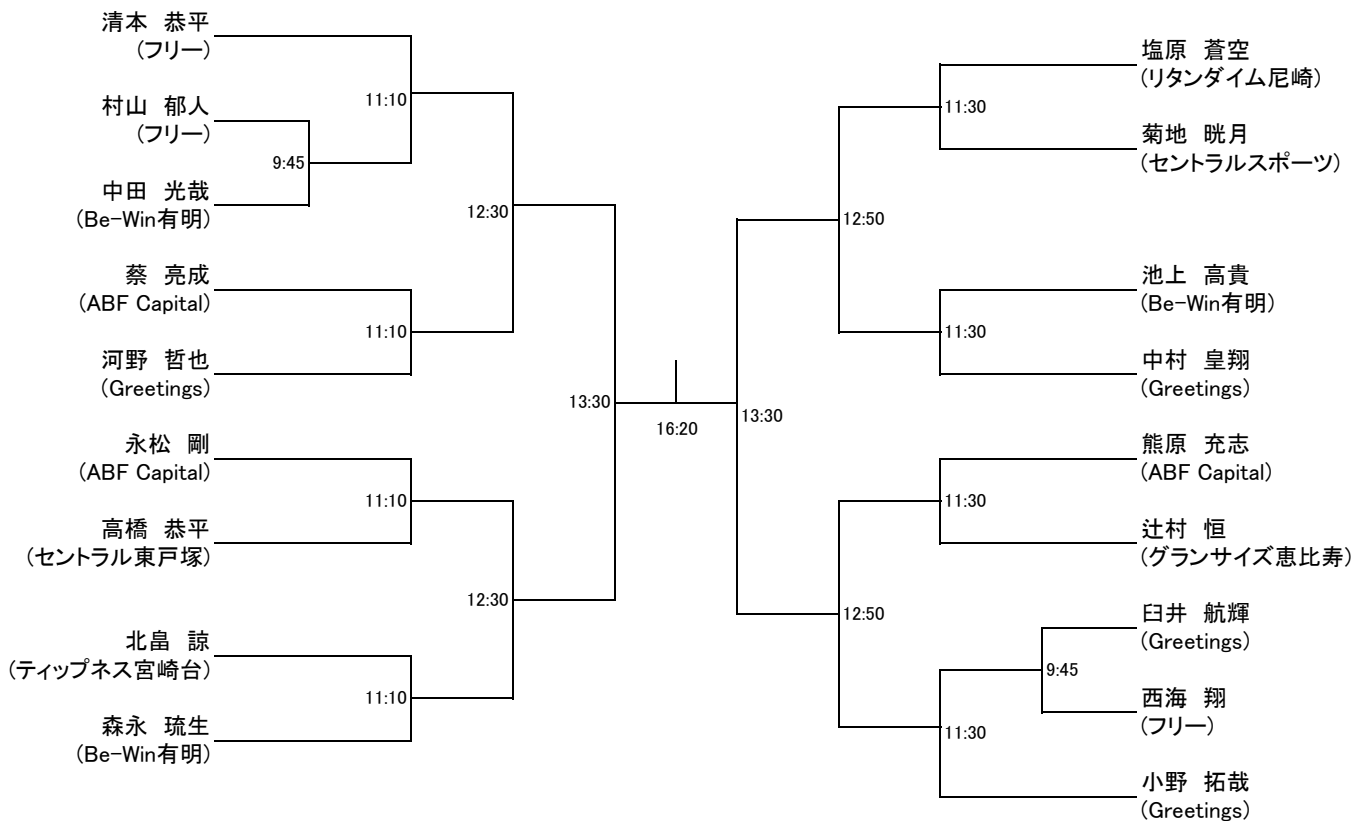 清本　恭平
(フリー)
村山　郁人
(フリー)
中田　光哉
(Be-Win有明)
蔡　亮成
(ABF Capital)
河野　哲也
(Greetings)
永松　剛
(ABF Capital)
高橋　恭平
(セントラル東戸塚)
北畠　諒
(ティップネス宮崎台)
森永　琉生
(Be-Win有明)
9:45
11:10
11:10
11:10
11:10
12:30
12:30
13:30
16:20
13:30
12:50
12:50
11:30
11:30
11:30
11:30
9:45
塩原　蒼空
(リタンダイム尼崎)
菊地　晄月
(セントラルスポーツ)
池上　高貴
(Be-Win有明)
中村　皇翔
(Greetings)
熊原　充志
(ABF Capital)
辻村　恒
(グランサイズ恵比寿)
臼井　航輝
(Greetings)
西海　翔
(フリー)
小野　拓哉
(Greetings)